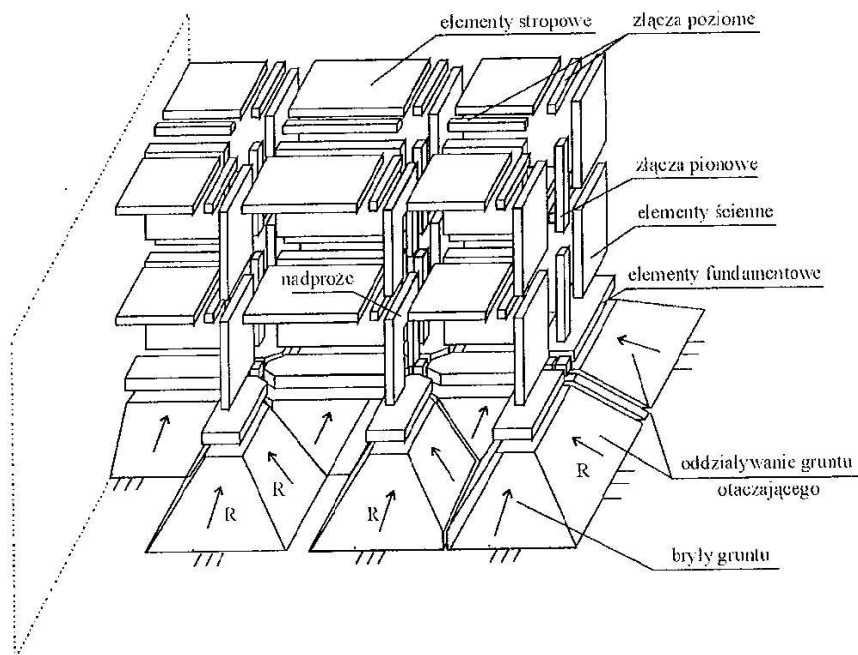 elementy stropowe
złącza poziome
złącza pionowe
elementy ścienne
nadproże
elementy fundamentowe
oddziaływanie gruntu
otaczającego
R
R
R
R
R
bryły gruntu